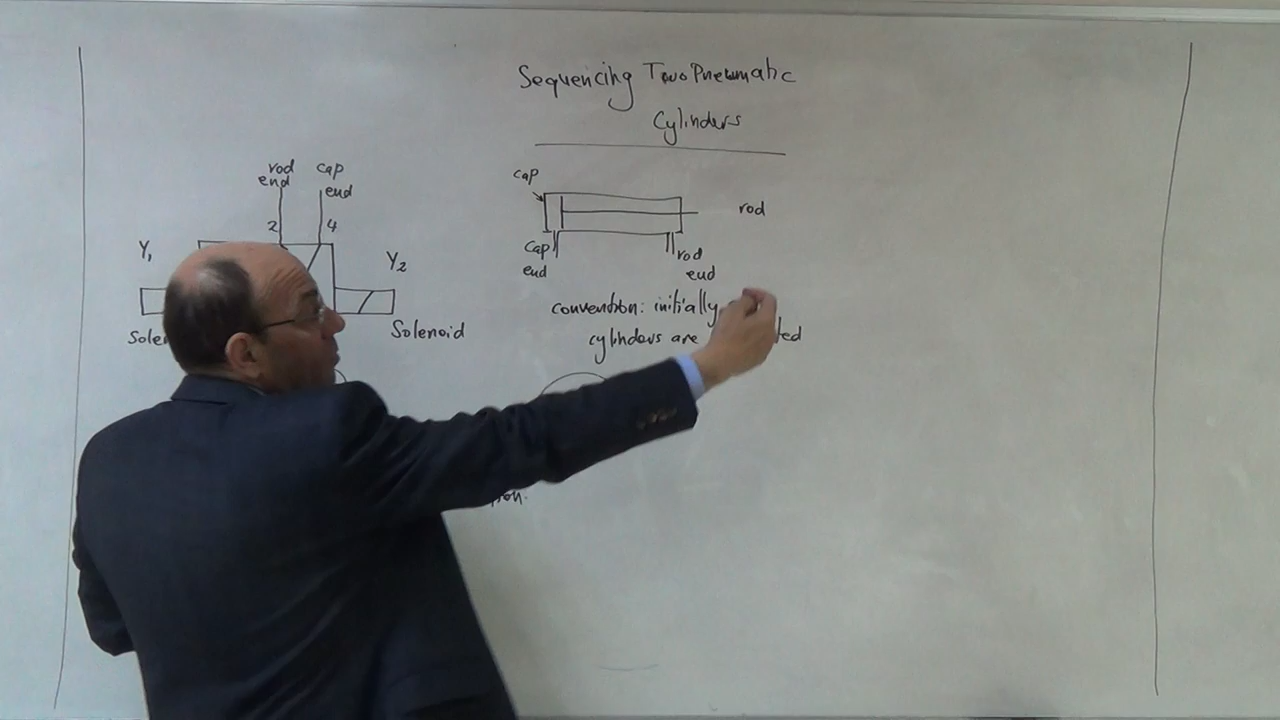 Sequencing Two Pneumatic
Cylinders
rod
end
cap
end
2
4
Y1
Y2
Solenoid
cap
rod
Cap
end
rod
end
convention: initially
cylinders are